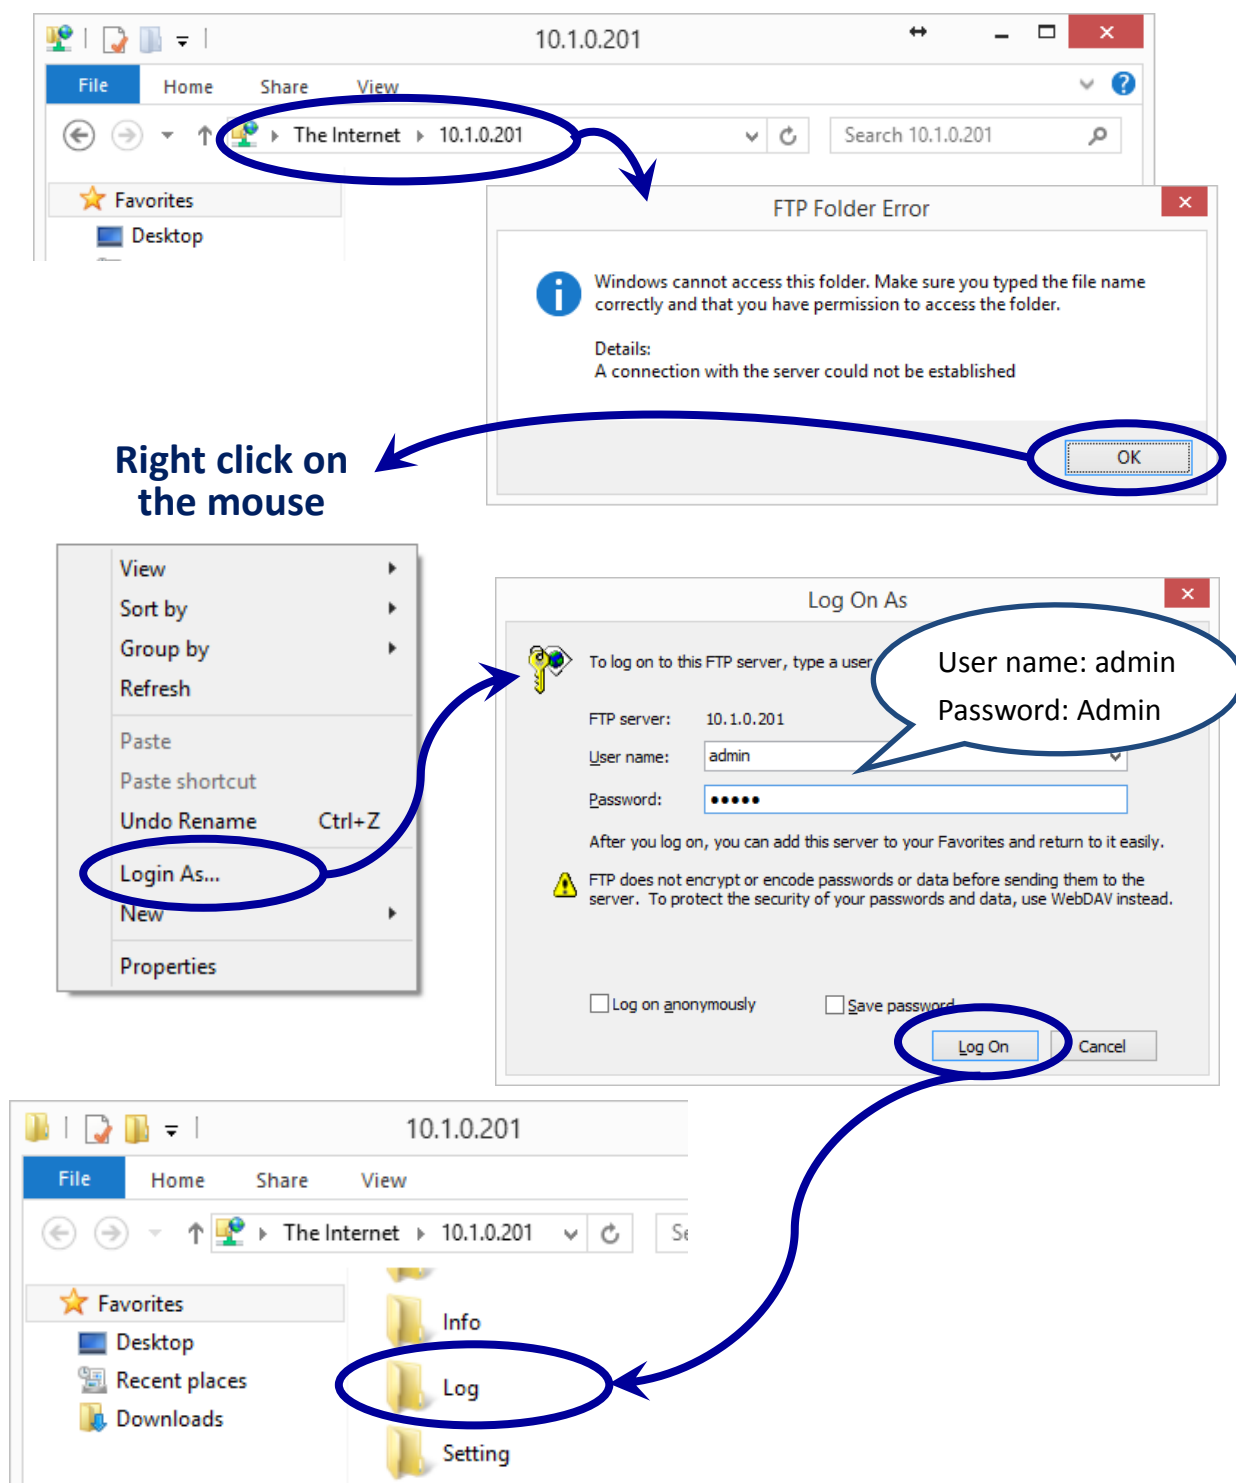 10.1.0.201
File Home Share View
The Internet 10.1.0.201
Search 10.1.0.201
Favorites
Desktop
FTP Folder Error
Windows cannot access this folder. Make sure you typed the file name
correctly and that you have permission to access the folder.
Details:
A connection with the server could not be established
OK
Right click on
the mouse
View
Sort by
Group by
Refresh
Paste
Paste shortcut
Undo Rename Ctrl+Z
Login As...
New
Properties
Log On As
To log on to this FTP server, type a user
User name: admin
Password: Admin
FTP server: 10.1.0.201
User name: admin
Password:
After you log on, you can add this server to your Favorites and return to it easily.
FTP does not encrypt or encode passwords or data before sending them to the
server. To protect the security of your passwords and data, use WebDAV instead.
Log on anonymously
Save password
Log On
Cancel
10.1.0.201
File Home Share View
The Internet 10.1.0.201
Favorites
Desktop
Recent places
Downloads
Info
Log
Setting